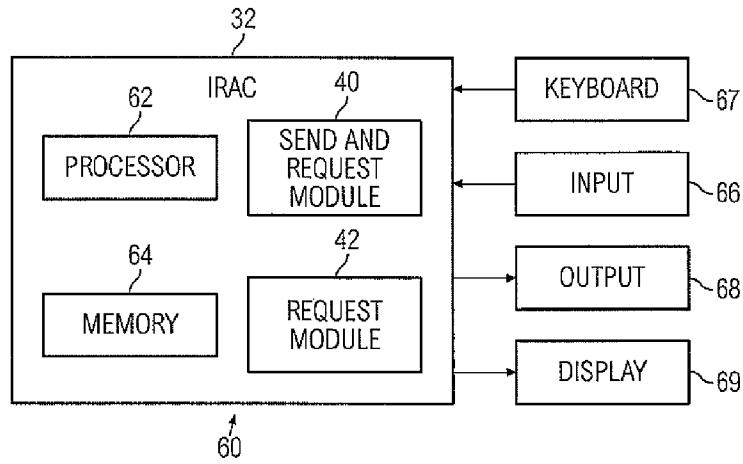 32
IRAC
62
PROCESSOR
40
SEND AND
REQUEST
MODULE
64
MEMORY
42
REQUEST
MODULE
60
KEYBOARD
67
INPUT
66
OUTPUT
68
DISPLAY
69